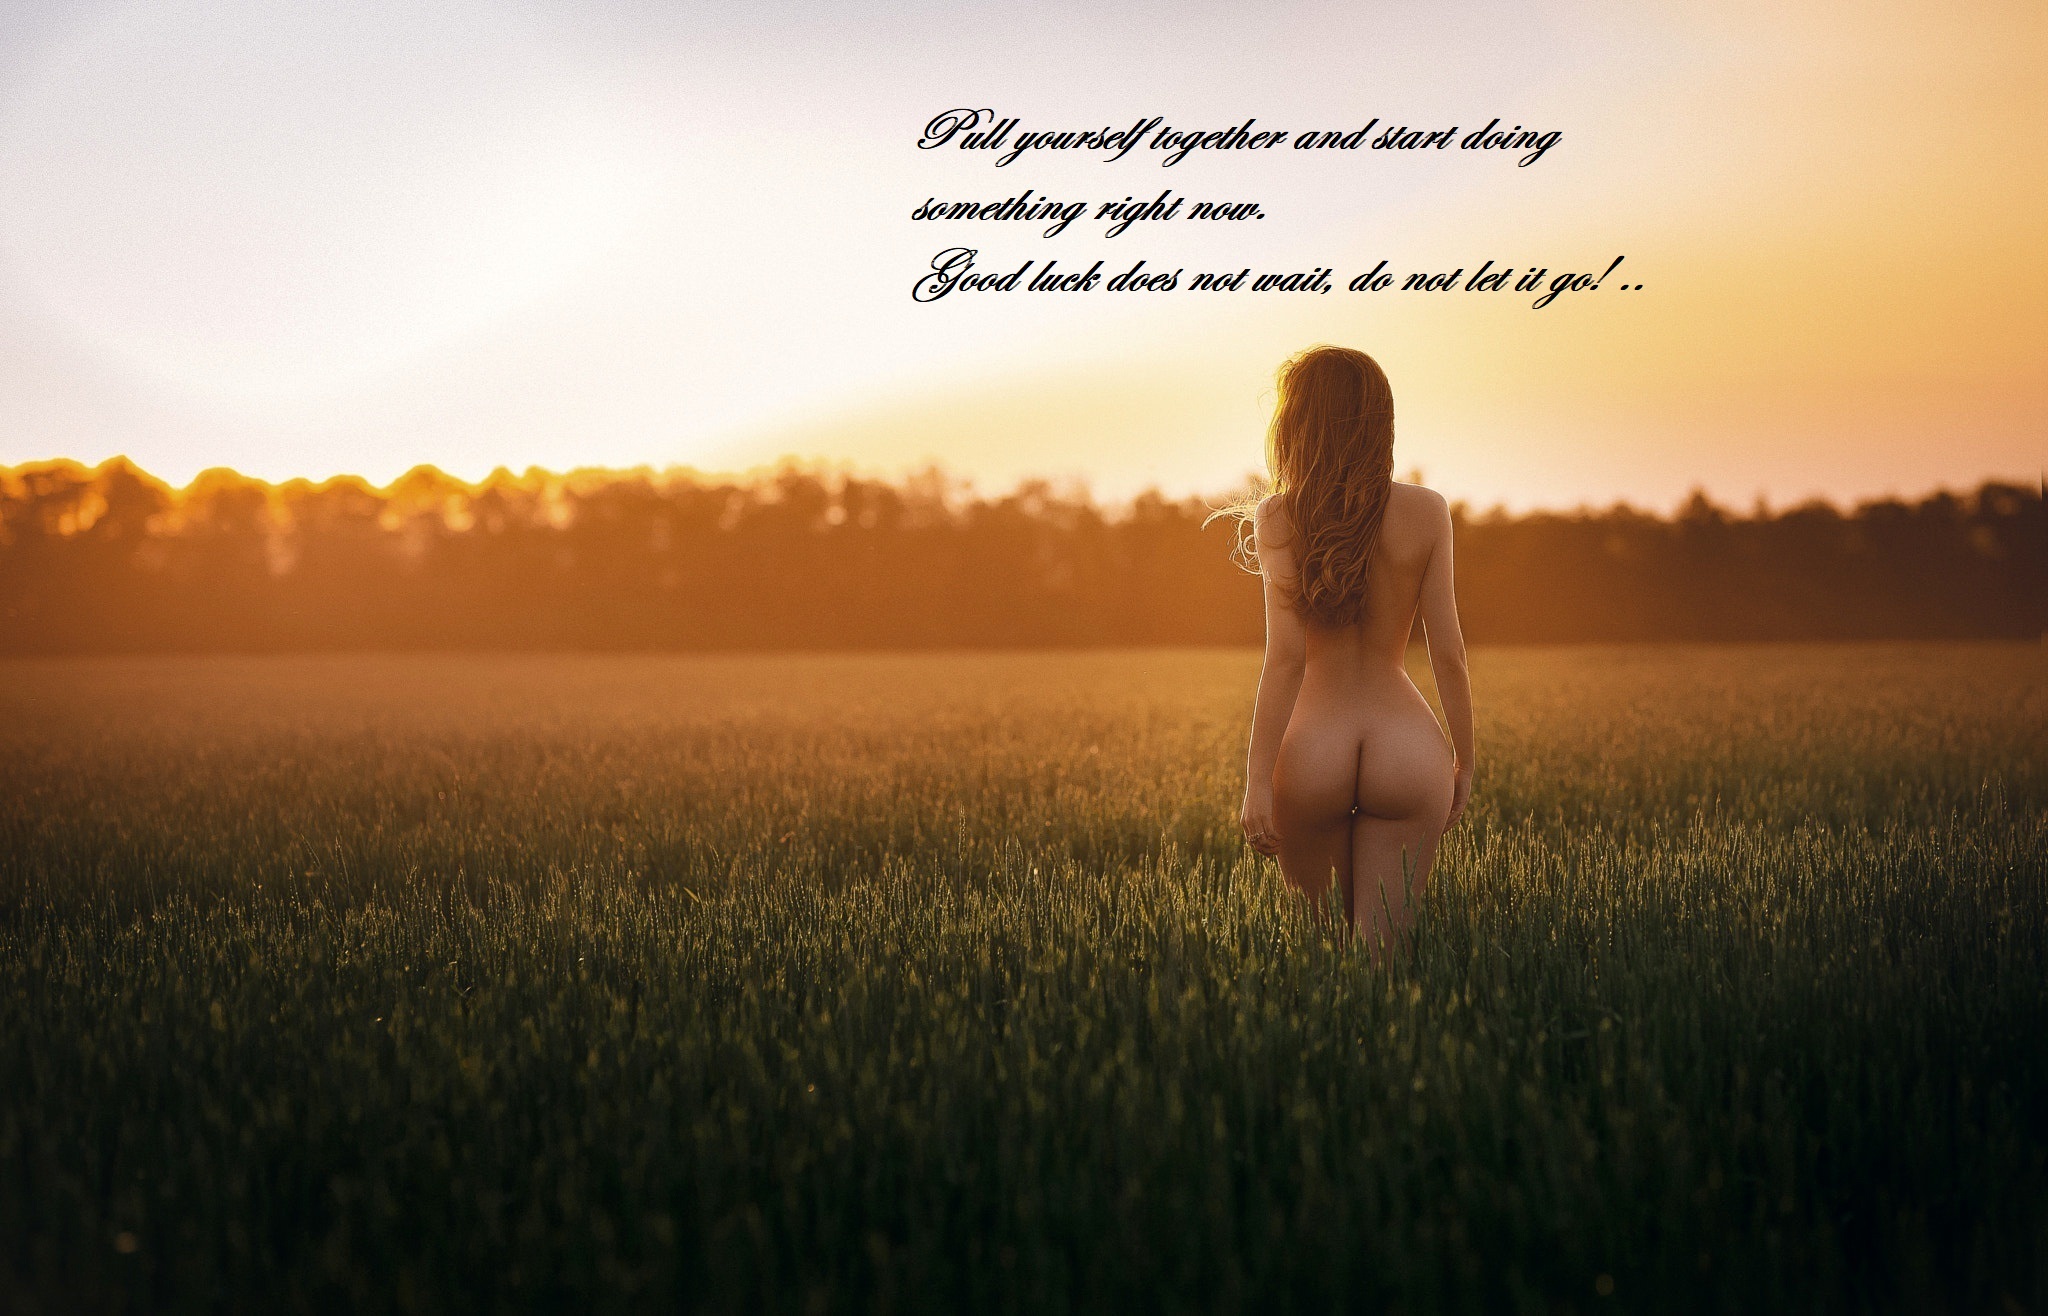 Pull yourself together and start doing
something right now.
Good luck does not wait, do not let it go! ..